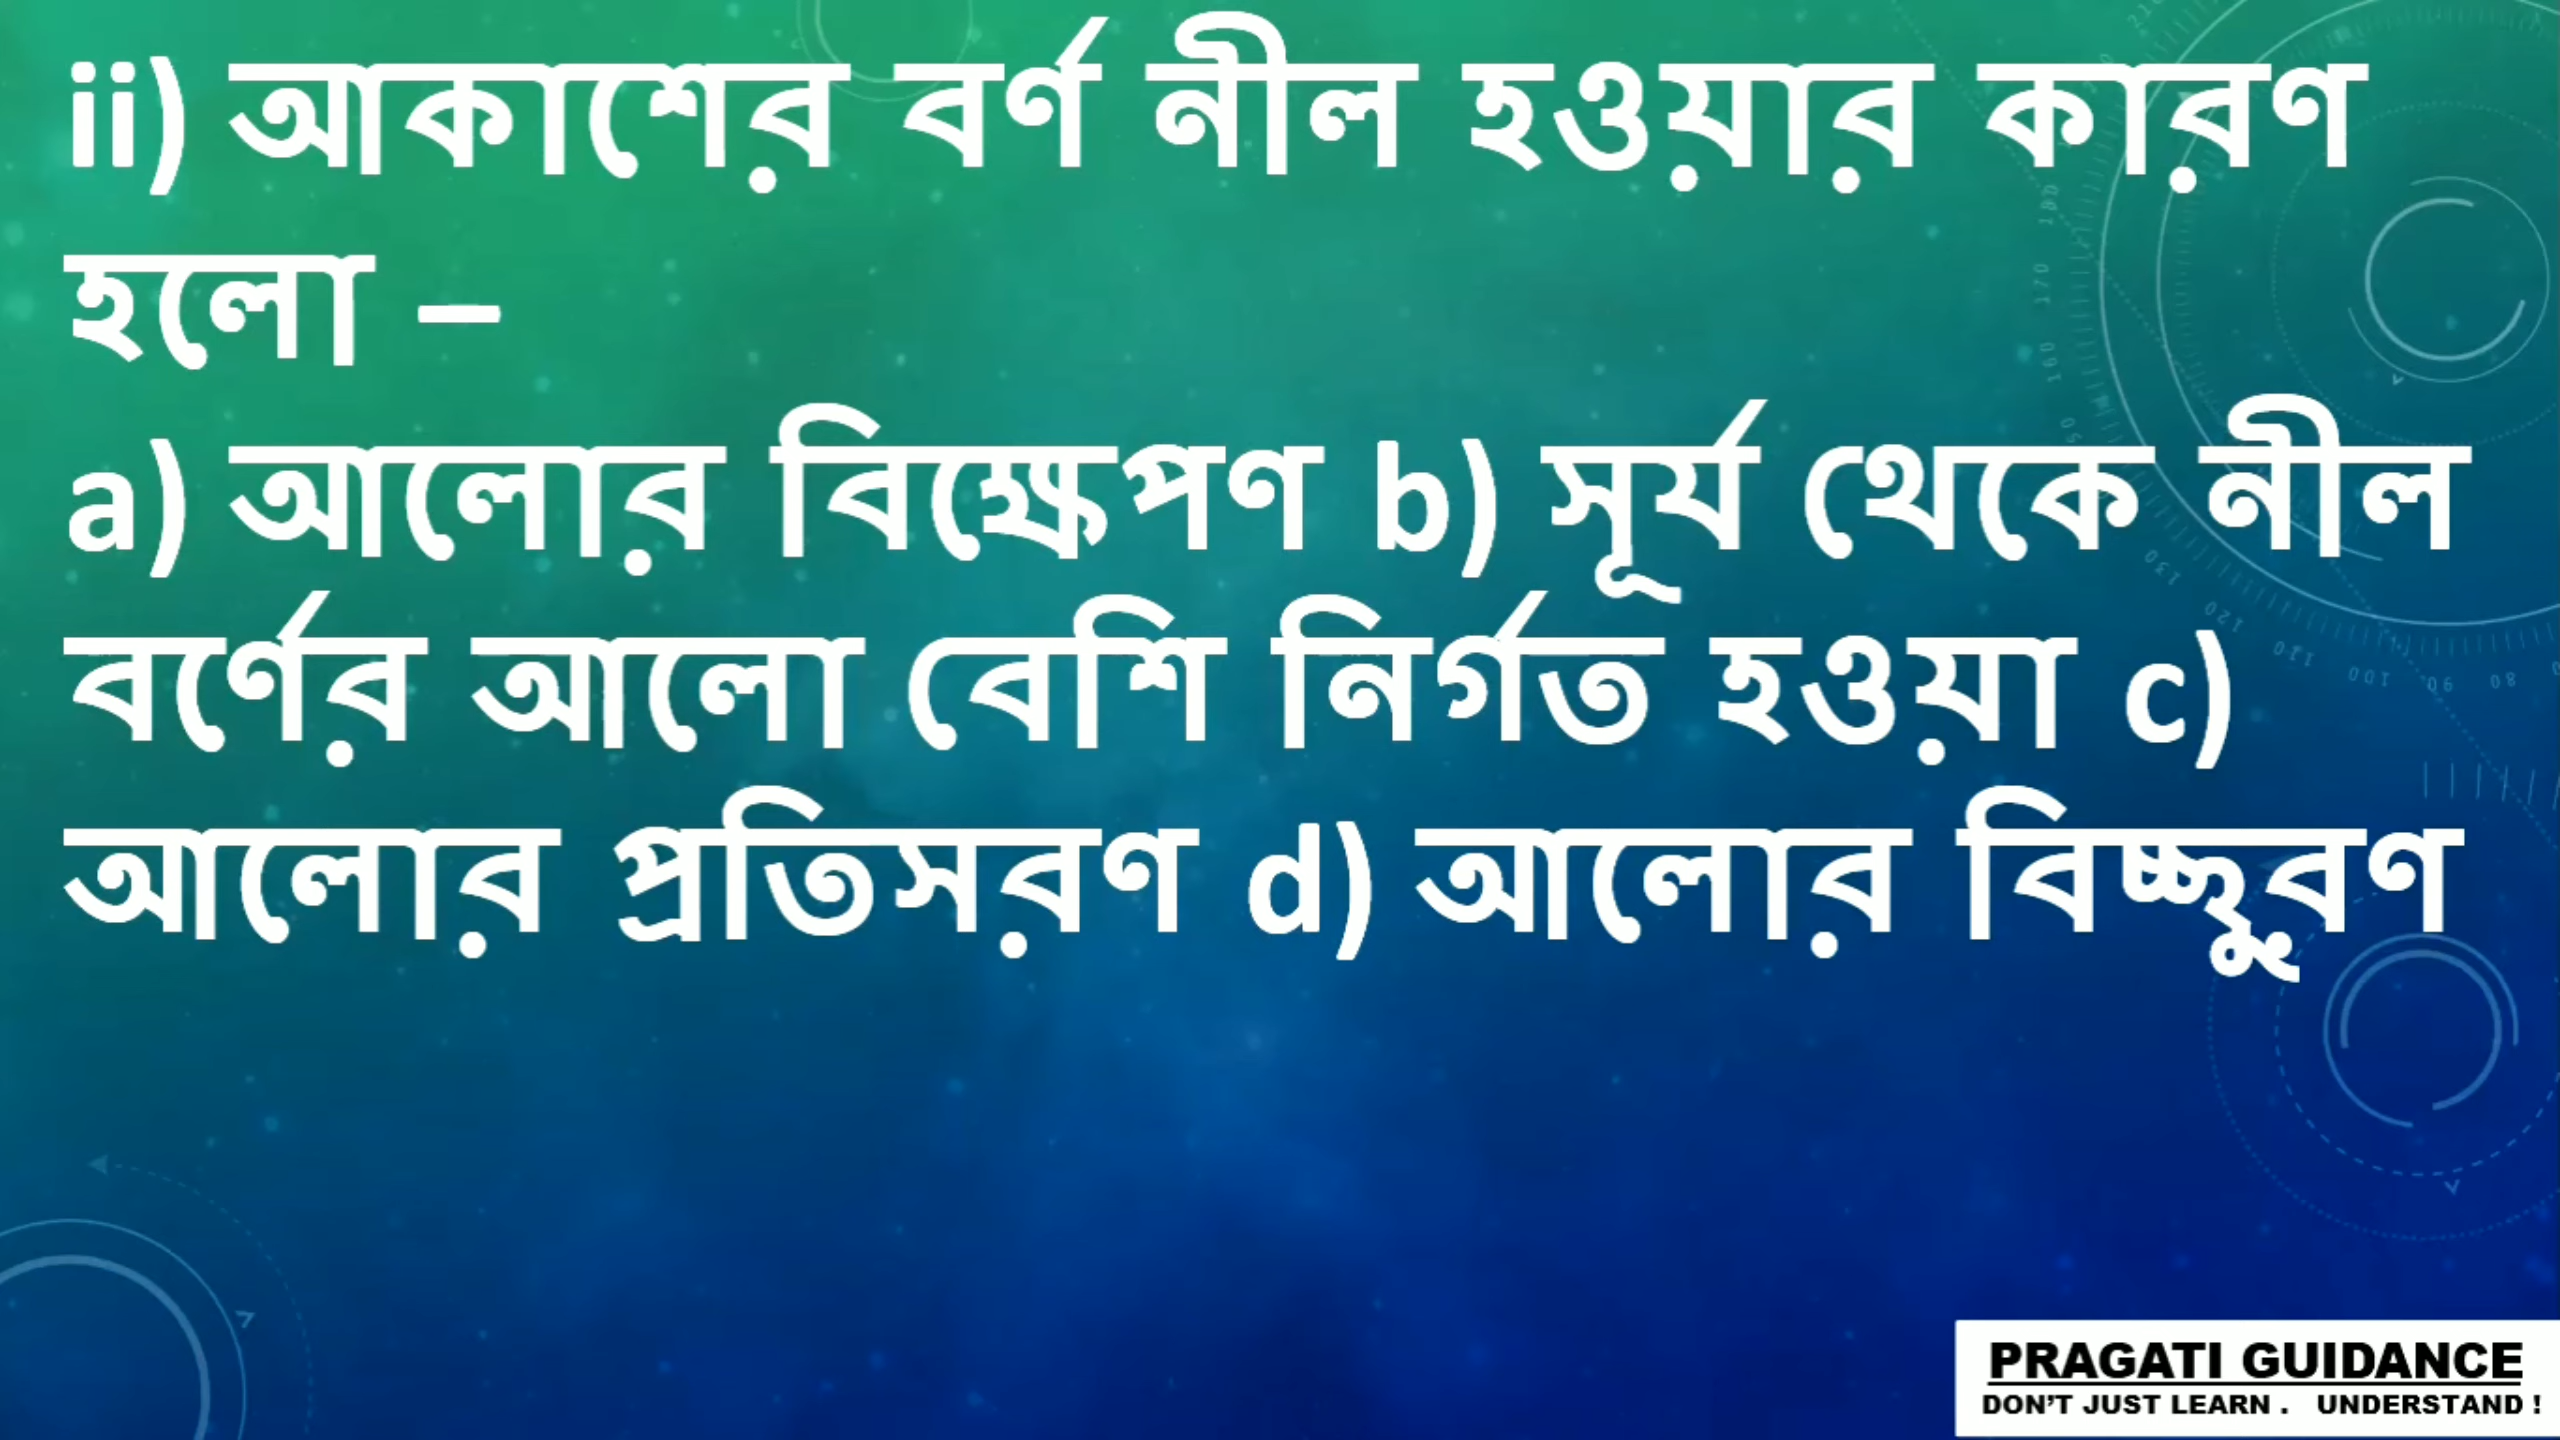 ii) আকাশের বর্ণ নীল হওয়ার কারণ
হলো –
a) আলোর বিক্ষেপণ b) সূর্য থেকে নীল
বর্ণের আলো বেশি নির্গত হওয়া c)
আলোর প্রতিসরণ d) আলোর বিচ্ছুরণ
PRAGATI GUIDANCE
DON'T JUST LEARN . UNDERSTAND !